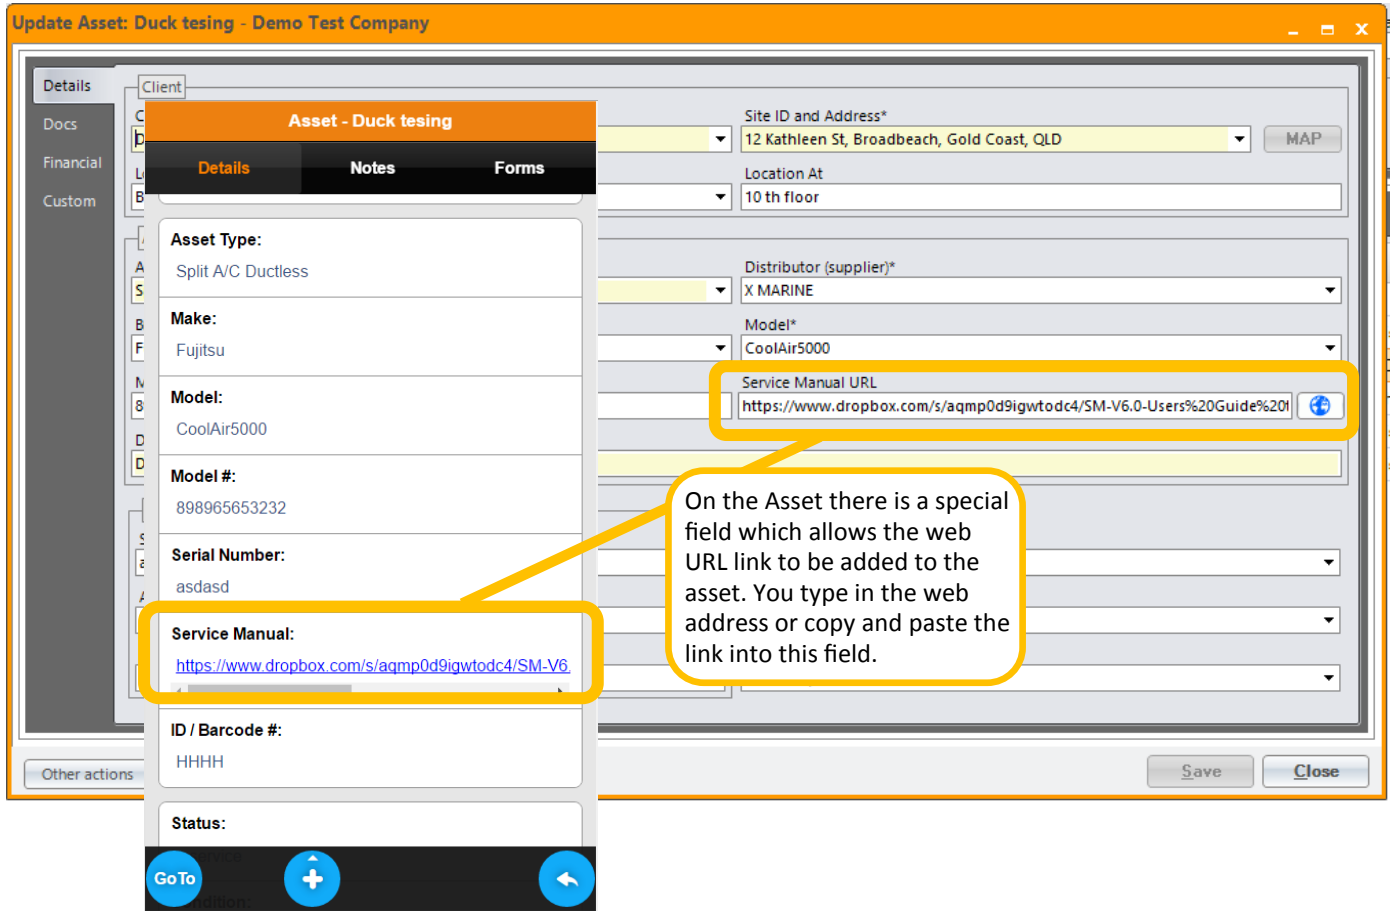 Update Asset: Duck tesing - Demo Test Company
Details
Docs
Financial
Custom
Client
Site ID and Address*
12 Kathleen St, Broadbeach, Gold Coast, QLD
MAP
Location At
10 th floor
Distributor (supplier)*
X MARINE
Model*
CoolAir5000
Service Manual URL
https://www.dropbox.com/s/aqmp0d9igwtodc4/SM-V6.0-Users%20Guide%20
Asset - Duck tesing
Details Notes Forms
Asset Type:
Split A/C Ductless
Make:
Fujitsu
Model:
CoolAir5000
Model #:
898965653232
Serial Number:
asdasd
Service Manual:
https://www.dropbox.com/s/aqmp0d9igwtodc4/SM-V6.
ID / Barcode #:
HHHH
Status:
GoTo
On the Asset there is a special
field which allows the web
URL link to be added to the
asset. You type in the web
address or copy and paste the
link into this field.
Other actions
Save
Close